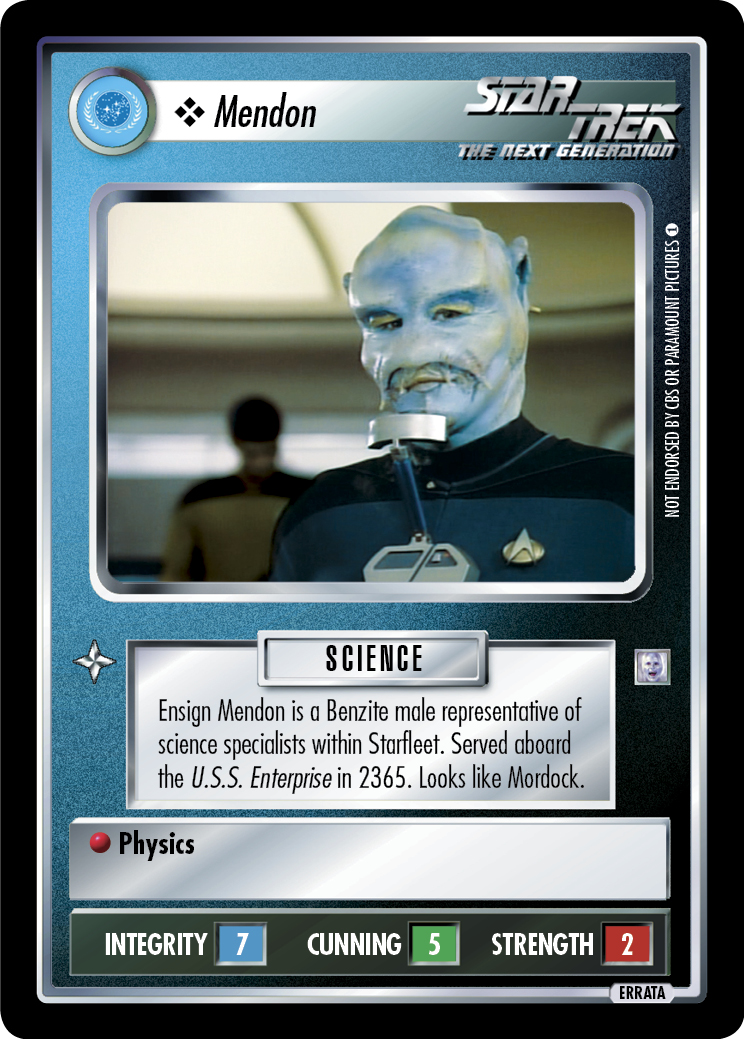 ❖ Mendon
STAR TREK
THE NEXT GENERATION
NOT ENDORSED BY CBS OR PARAMOUNT PICTURES 1
SCIENCE
Ensign Mendon is a Benzite male representative of
science specialists within Starfleet. Served aboard
the U.S.S. Enterprise in 2365. Looks like Mordock.
Physics
INTEGRITY 7 CUNNING 5 STRENGTH 2
ERRATA